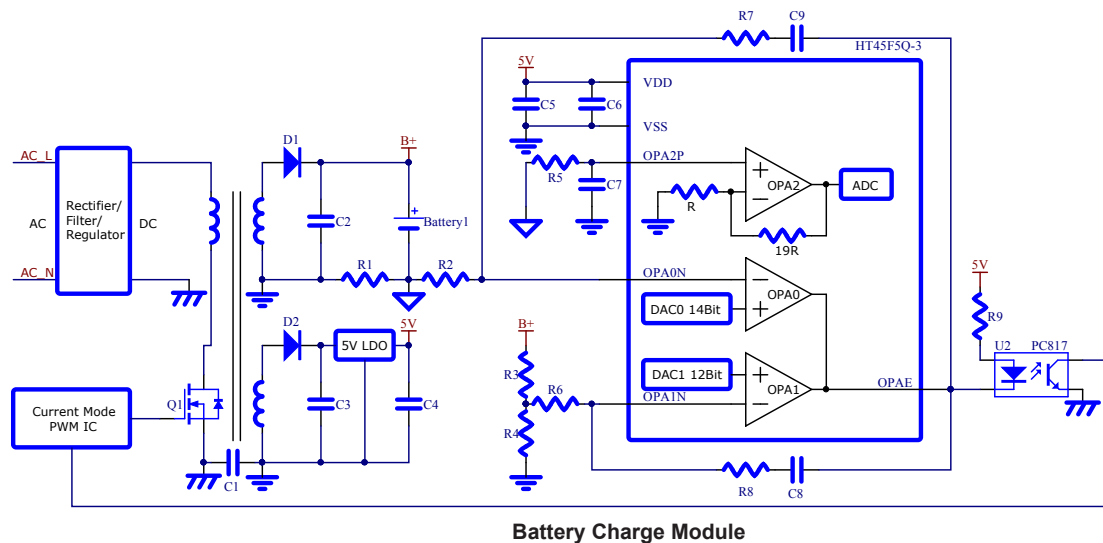 R7
C9
HT45F5Q-3
5V
VDD
C5
C6
VSS
D1
B+
AC_L
OPA2P
R5
C7
OPA2
ADC
R
19R
Rectifier/
Filter/
Regulator
AC
DC
C2
+
Battery1
AC_N
R1
R2
OPA0N
OPA0
DAC0 14Bit
5V
R9
D2
5V
5V LDO
B+
R3
R6
R4
DAC1 12Bit
OPA1N
OPA1
OPAE
U2
PC817
Current Mode
PWM IC
Q1
C3
C4
C1
R8
C8
Battery Charge Module